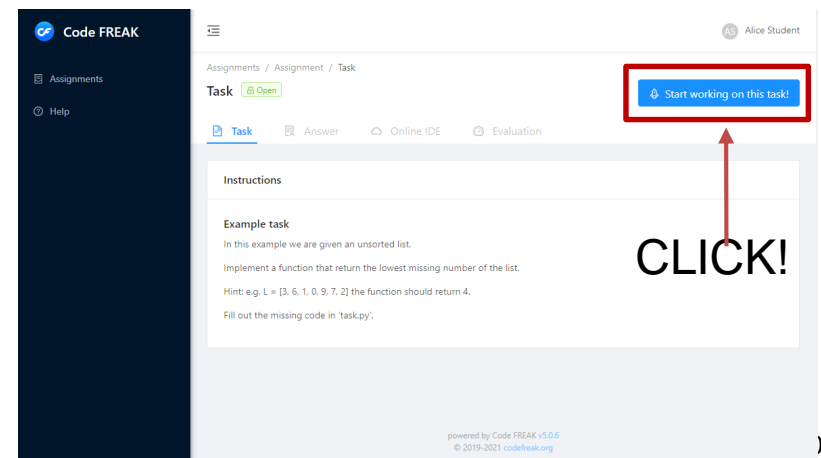 Code FREAK
AS Alice Student
Assignments
Help
Assignments / Assignment / Task
Task Open
Start working on this task!
Task Answer Online IDE Evaluation
Instructions
Example task
In this example we are given an unsorted list.
Implement a function that return the lowest missing number of the list.
Hint: e.g. L = [3, 6, 1, 0, 9, 7, 2] the function should return 4.
Fill out the missing code in 'task.py'.
CLICK!
powered by Code FREAK v5.0.6
© 2019-2021 codefreak.org